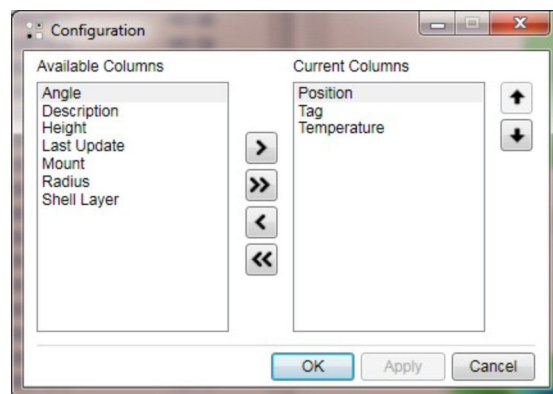 Configuration
Available Columns
Angle
Description
Height
Last Update
Mount
Radius
Shell Layer
Current Columns
Position
Tag
Temperature
OK
Apply
Cancel